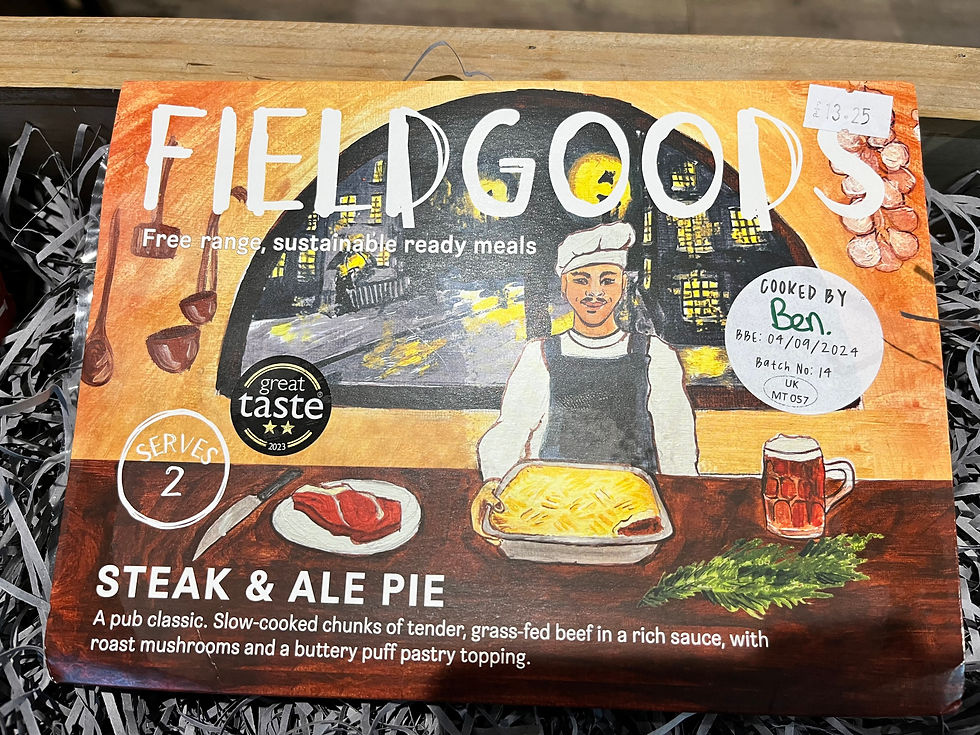 FIELDGOODS
£13.25
Free range, sustainable ready meals
COOKED BY
Ben.
BBE: 04/09/2024
Batch No: 14
UK
MT 057
great
taste®
2023
SERVES
2
STEAK & ALE PIE
A pub classic. Slow-cooked chunks of tender, grass-fed beef in a rich sauce, with
roast mushrooms and a buttery puff pastry topping.